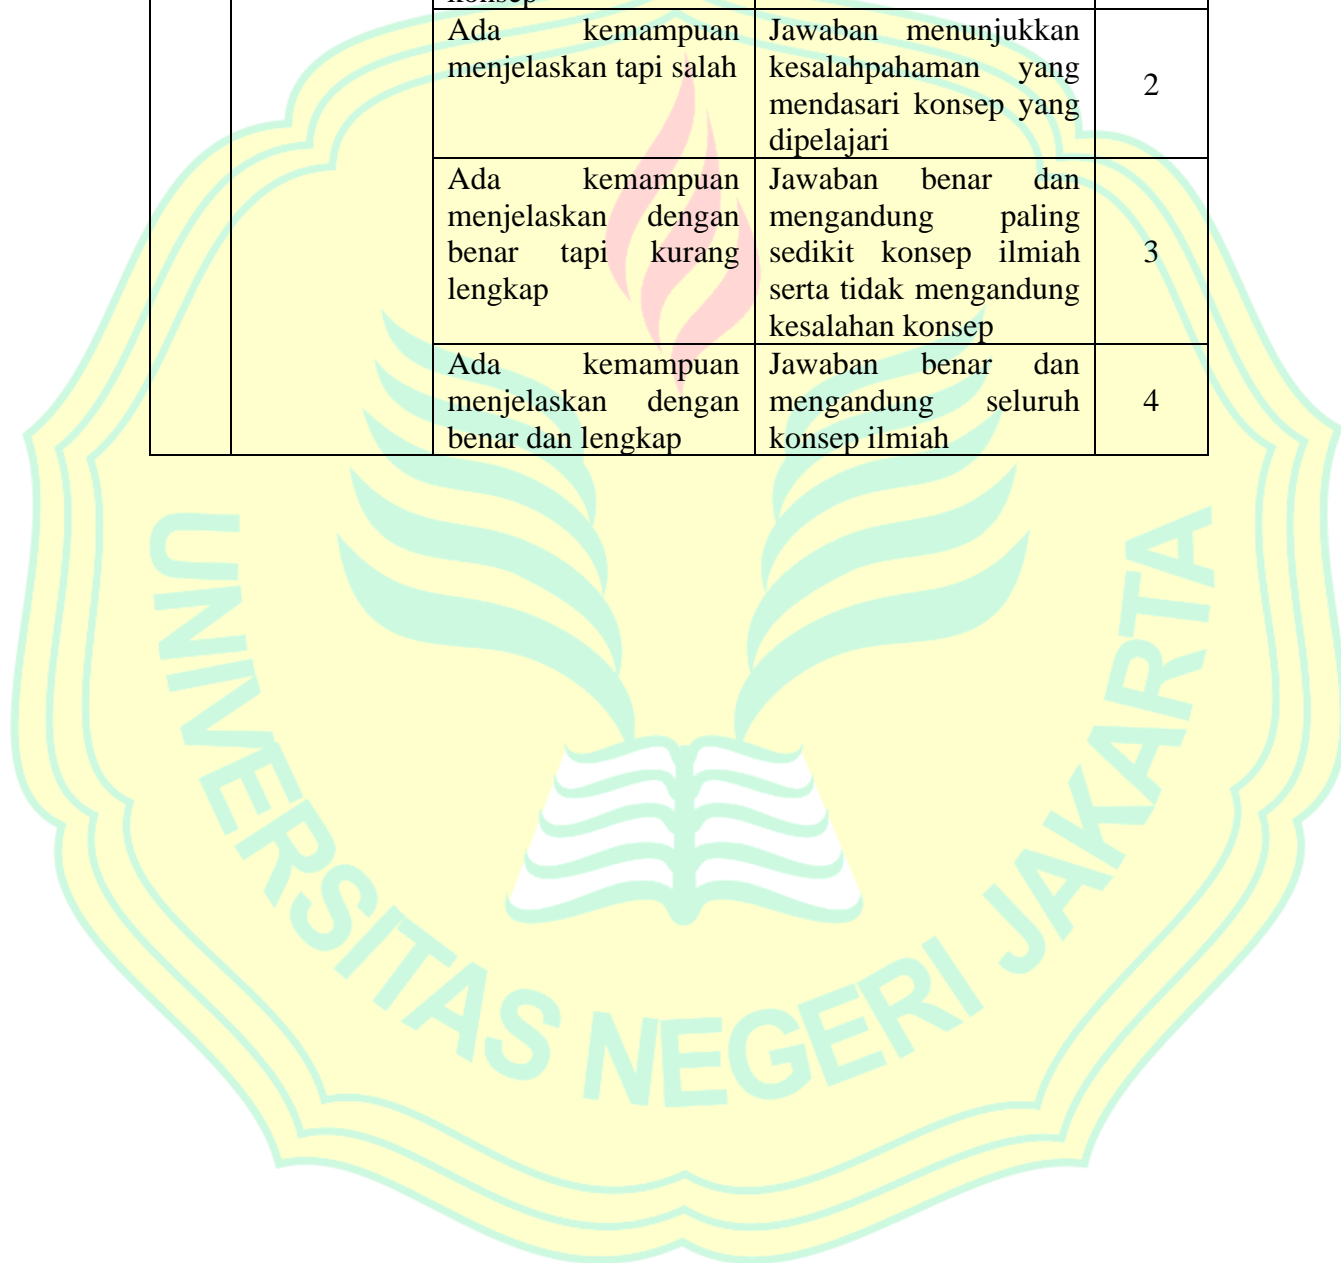 konsep
Ada kemampuan
menjelaskan tapi salah
Jawaban menunjukkan
kesalahpahaman yang
mendasari konsep yang
dipelajari
2
Ada kemampuan
menjelaskan dengan
benar tapi kurang
lengkap
Jawaban benar dan
mengandung paling
sedikit konsep ilmiah
serta tidak mengandung
kesalahan konsep
3
Ada kemampuan
menjelaskan dengan
benar dan lengkap
Jawaban benar dan
mengandung seluruh
konsep ilmiah
4
UNIVERSITAS NEGERI JAKARTA